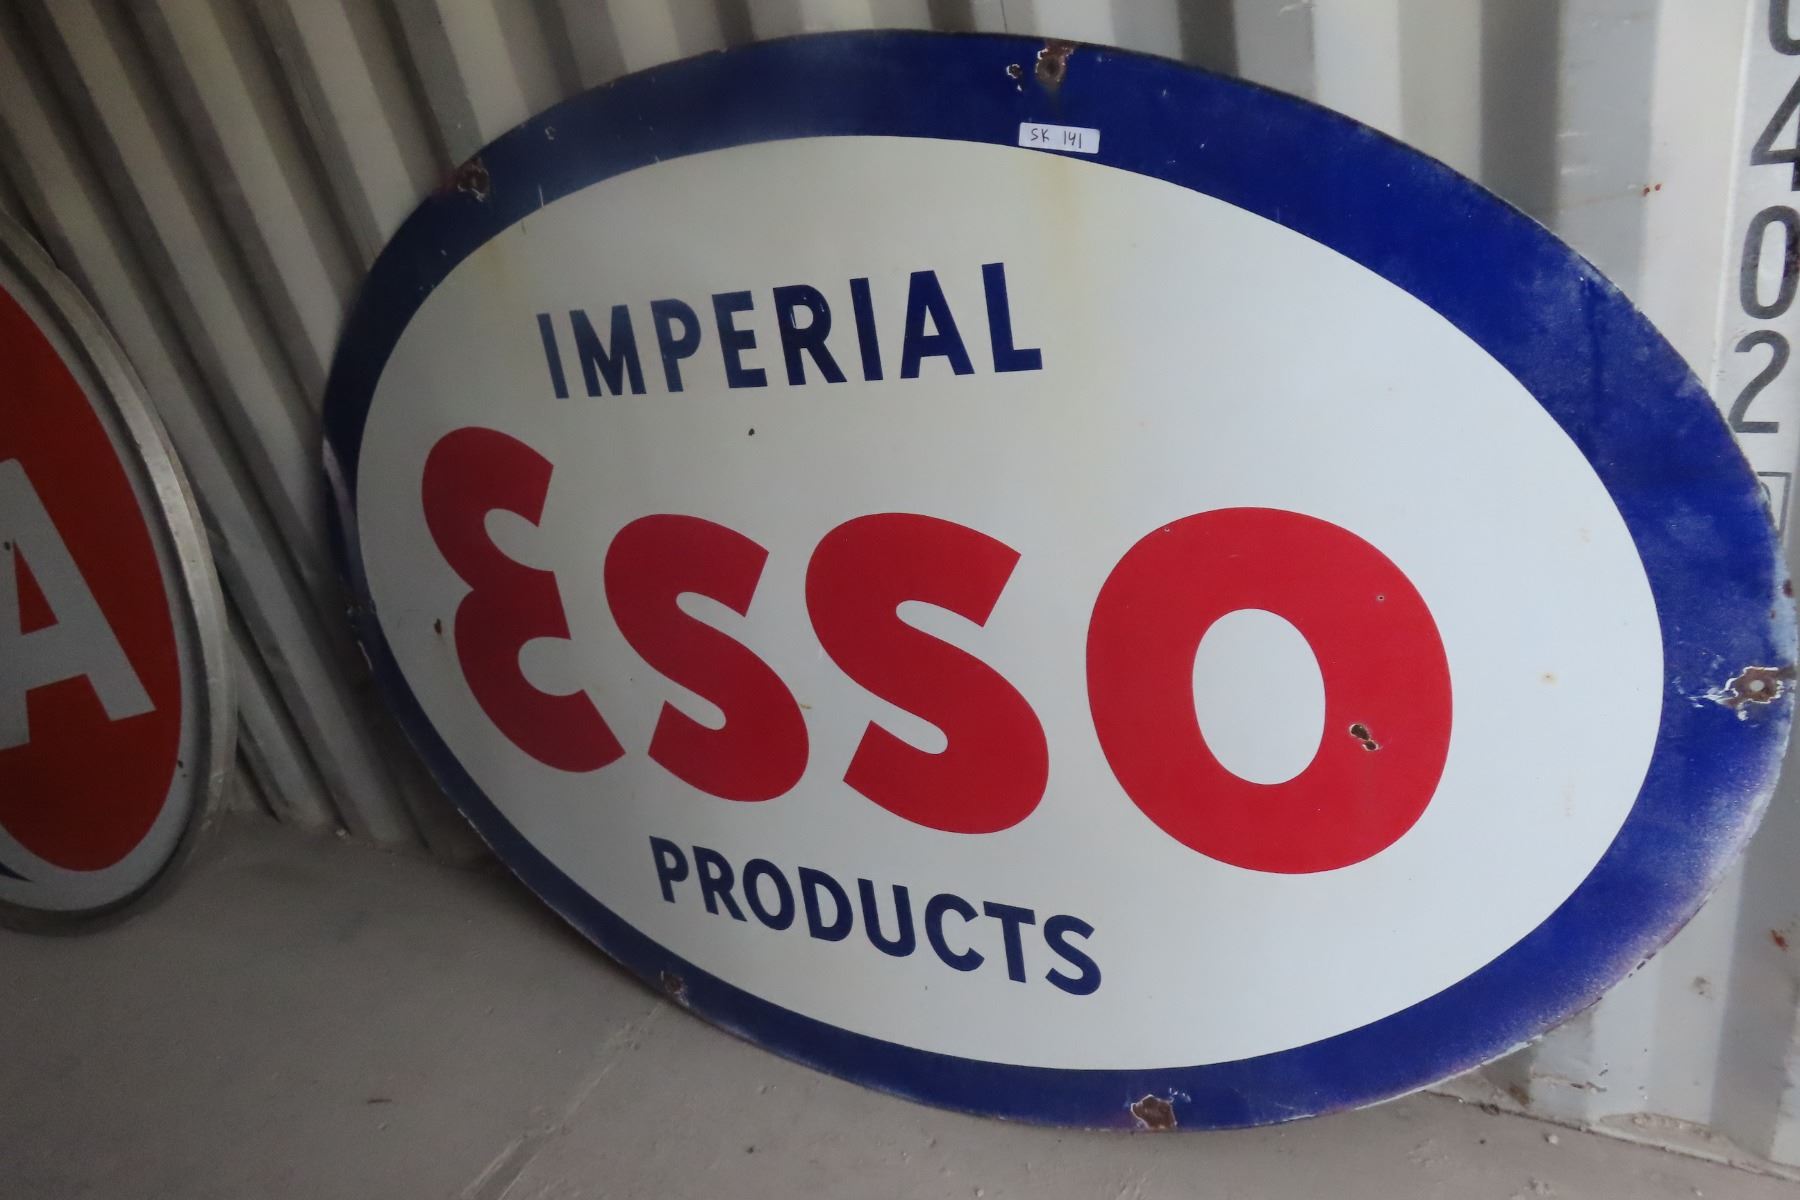 SK 141
IMPERIAL
Esso
PRODUCTS
A
4
0
2